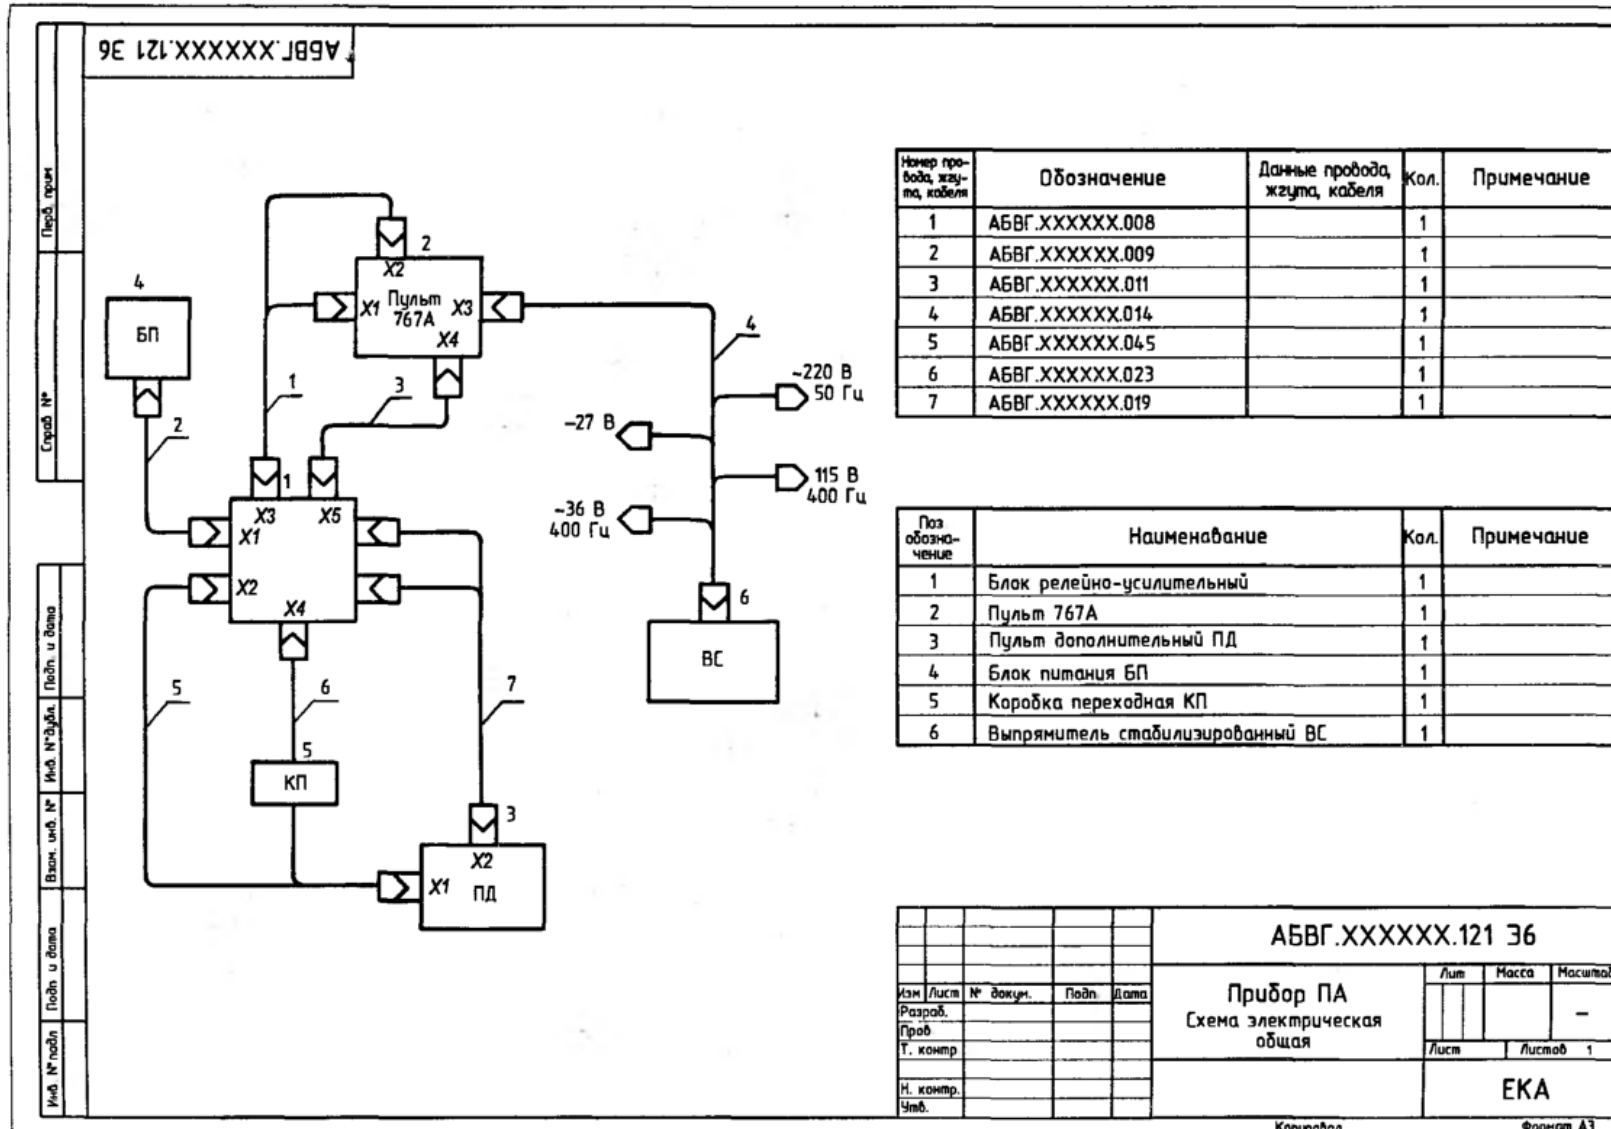 АБВГ.XXXXXX.121 Э6
Перв. прим
Справ N°
Подп. и дата
Инв. N°дубл.
Взам. инв. N°
Подп и дата
Инв. N°подл
4
БП
2
1
X2
2
X1
Пульт
767А
X3
X4
3
4
~220 В
50 Гц
−27 В
115 В
400 Гц
~36 В
400 Гц
1
X3
X5
X1
X2
X4
6
ВС
5
6
7
5
КП
3
X2
X1
ПД
Номер про-
вода, жгу-
та, кабеля
Обозначение
Данные провода,
жгута, кабеля
Кол.
Примечание
1 АБВГ.XXXXXX.008 1
2 АБВГ.XXXXXX.009 1
3 АБВГ.XXXXXX.011 1
4 АБВГ.XXXXXX.014 1
5 АБВГ.XXXXXX.045 1
6 АБВГ.XXXXXX.023 1
7 АБВГ.XXXXXX.019 1
Поз
обозна-
чение
Наименование
Кол.
Примечание
1 Блок релейно-усилительный 1
2 Пульт 767А 1
3 Пульт дополнительный ПД 1
4 Блок питания БП 1
5 Коробка переходная КП 1
6 Выпрямитель стабилизированный ВС 1
АБВГ.XXXXXX.121 Э6
Изм Лист N° докум. Подп. Дата
Разраб.
Пров
Т. контр
Н. контр.
Утв.
Прибор ПА
Схема электрическая
общая
Лит Масса Масштаб
–
Лист Листов 1
ЕКА
Копировал Формат А3